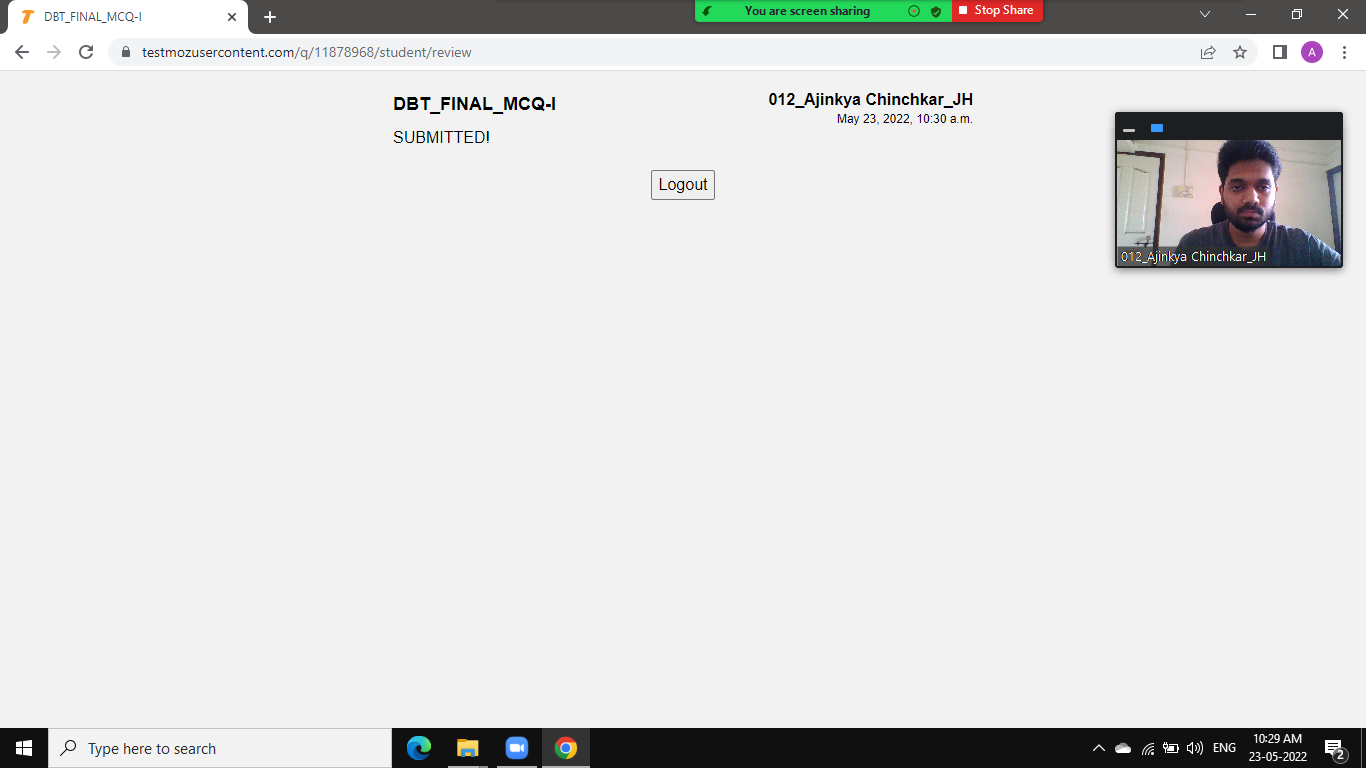 DBT_FINAL_MCQ-I
You are screen sharing
Stop Share
testmozusercontent.com/q/11878968/student/review
A
DBT_FINAL_MCQ-I
012_Ajinkya Chinchkar_JH
May 23, 2022, 10:30 a.m.
SUBMITTED!
Logout
012_Ajinkya Chinchkar_JH
Type here to search
ENG
10:29 AM
23-05-2022
2